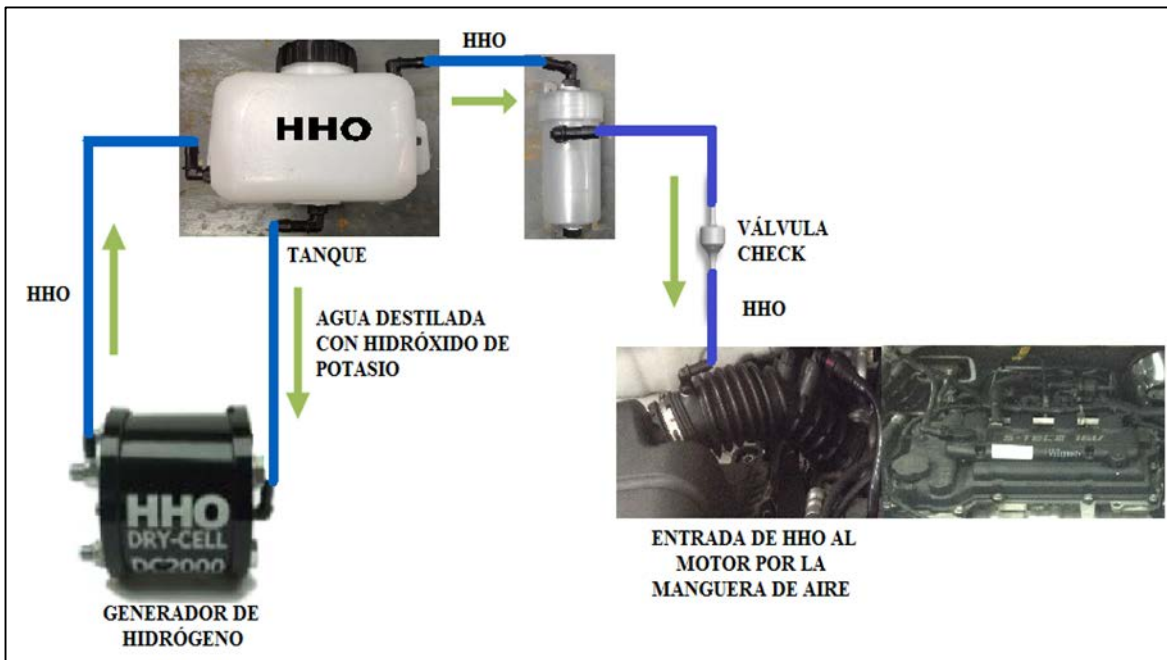 HHO
HHO
TANQUE
VÁLVULA
CHECK
HHO
AGUA DESTILADA
CON HIDRÓXIDO DE
POTASIO
HHO
HHO
DRY-CELL
DC2000
GENERADOR DE
HIDRÓGENO
ENTRADA DE HHO AL
MOTOR POR LA
MANGUERA DE AIRE